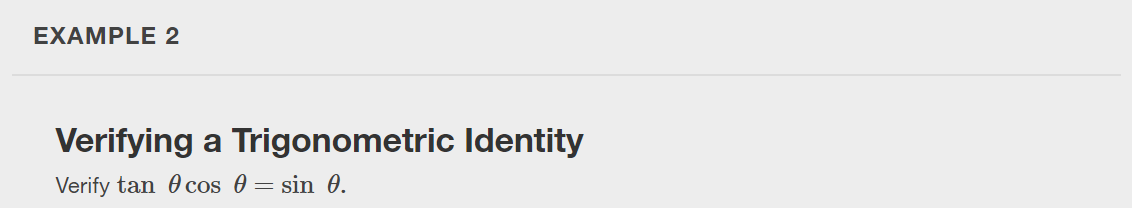 EXAMPLE 2
Verifying a Trigonometric Identity
Verify tan θ cos θ = sin θ.